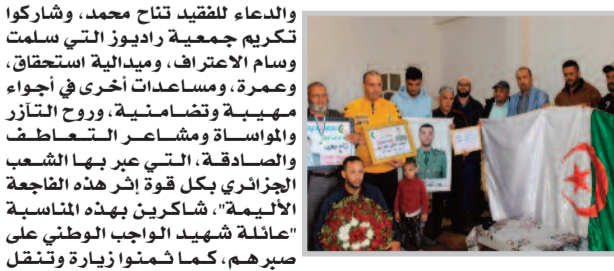 والدعاء للفقيد تناح محمد، وشاركوا
تكريم جمعية راديوز التي سلمت
وسام الاعتراف، وميدالية استحقاق،
وعمرة، ومساعدات أخرى في أجواء
مهيبة وتضامنية، وروح التآزر
والمواساة ومشاعر التعاطف
والصادقة، التي عبر بها الشعب
الجزائري بكل قوة إثر هذه الفاجعة
الأليمة"، شاكرين بهذه المناسبة
"عائلة شهيد الواجب الوطني على
صبرهم، كما ثمنوا زيارة وتنقل